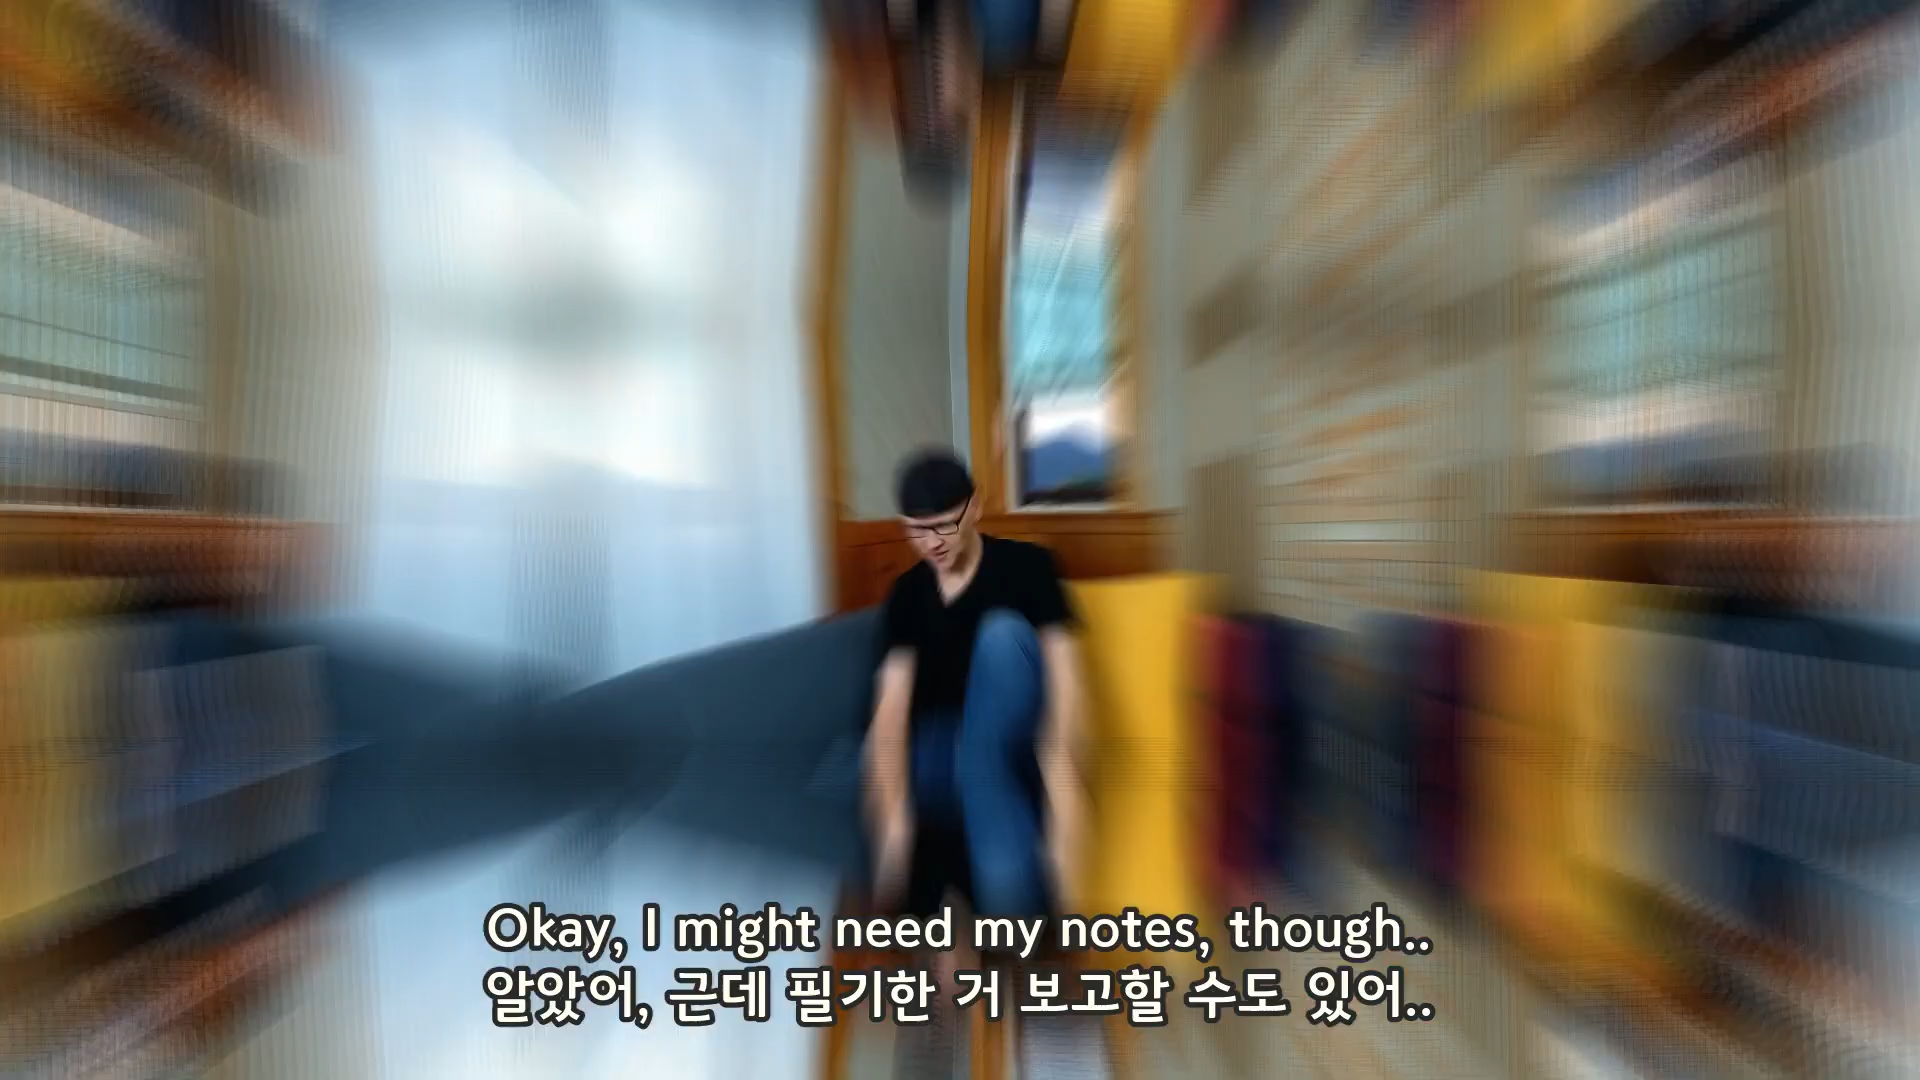 Okay, I might need my notes, though..
알았어, 근데 필기한 거 보고할 수도 있어..